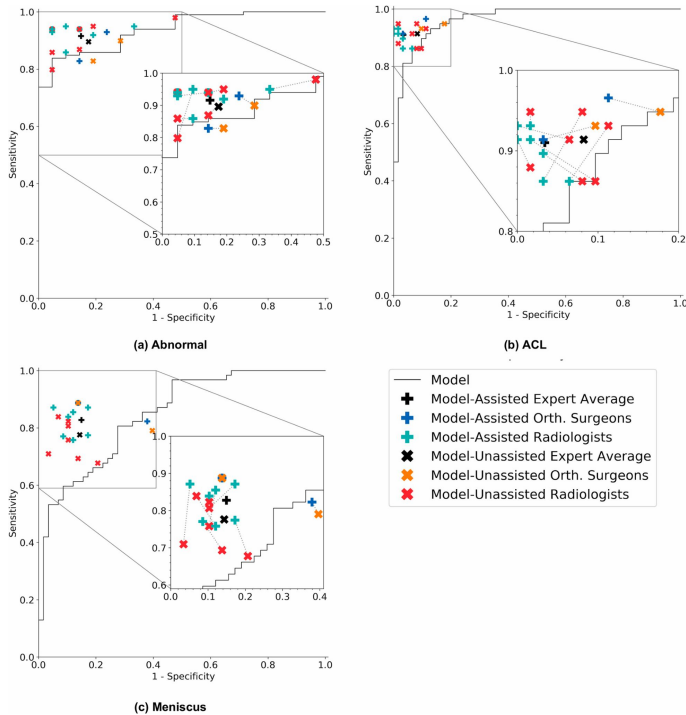 1.0
0.8
0.6
0.4
0.2
0.0
Sensitivity
0.0 0.2 0.4 0.6 0.8 1.0
1 - Specificity
1.0
0.9
0.8
0.7
0.6
0.5
0.0 0.1 0.2 0.3 0.4 0.5
(a) Abnormal
1.0
0.8
0.6
0.4
0.2
0.0
Sensitivity
0.0 0.2 0.4 0.6 0.8 1.0
1 - Specificity
1.0
0.9
0.8
0.0 0.1 0.2
(b) ACL
1.0
0.8
0.6
0.4
0.2
0.0
Sensitivity
0.0 0.2 0.4 0.6 0.8 1.0
1 - Specificity
1.0
0.9
0.8
0.7
0.6
0.0 0.1 0.2 0.3 0.4
(c) Meniscus
Model
Model-Assisted Expert Average
Model-Assisted Orth. Surgeons
Model-Assisted Radiologists
Model-Unassisted Expert Average
Model-Unassisted Orth. Surgeons
Model-Unassisted Radiologists